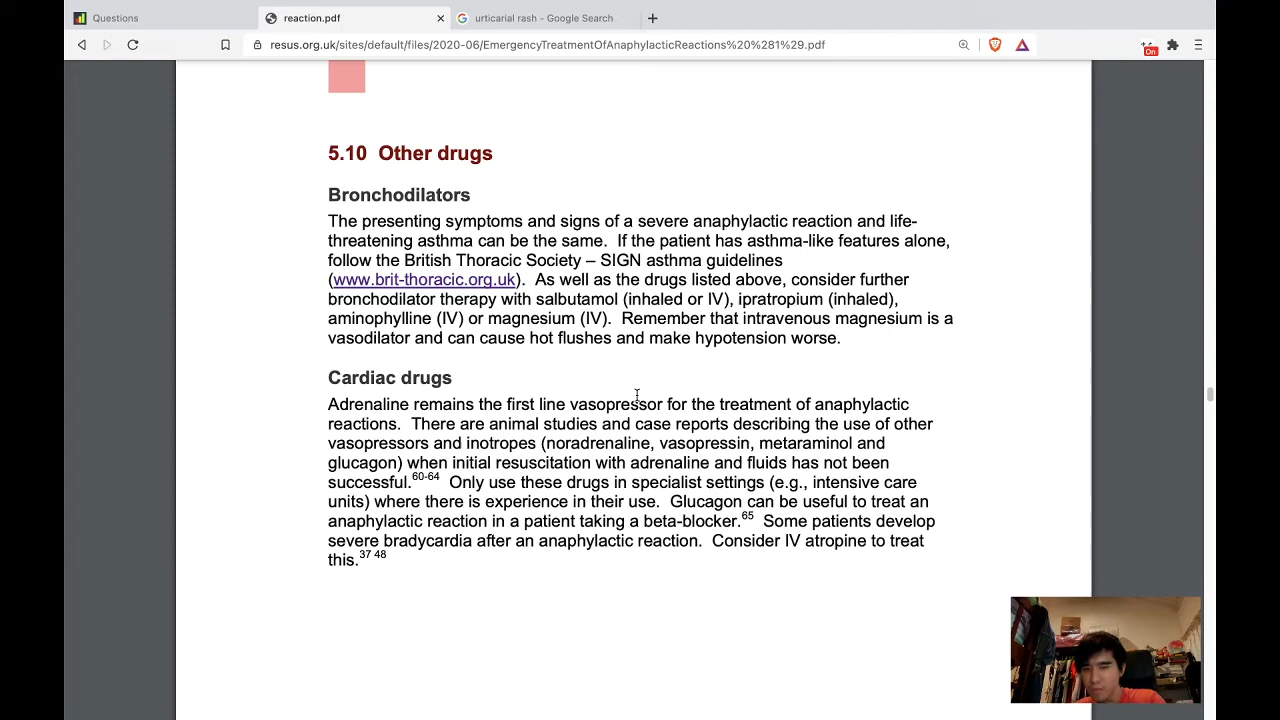 Questions
reaction.pdf
urticarial rash - Google Search
resus.org.uk/sites/default/files/2020-06/EmergencyTreatmentOfAnaphylacticReactions%20%281%29.pdf
On
5.10 Other drugs
Bronchodilators
The presenting symptoms and signs of a severe anaphylactic reaction and life-
threatening asthma can be the same. If the patient has asthma-like features alone,
follow the British Thoracic Society – SIGN asthma guidelines
(www.brit-thoracic.org.uk). As well as the drugs listed above, consider further
bronchodilator therapy with salbutamol (inhaled or IV), ipratropium (inhaled),
aminophylline (IV) or magnesium (IV). Remember that intravenous magnesium is a
vasodilator and can cause hot flushes and make hypotension worse.
Cardiac drugs
Adrenaline remains the first line vasopressor for the treatment of anaphylactic
reactions. There are animal studies and case reports describing the use of other
vasopressors and inotropes (noradrenaline, vasopressin, metaraminol and
glucagon) when initial resuscitation with adrenaline and fluids has not been
successful.60-64 Only use these drugs in specialist settings (e.g., intensive care
units) where there is experience in their use. Glucagon can be useful to treat an
anaphylactic reaction in a patient taking a beta-blocker.65 Some patients develop
severe bradycardia after an anaphylactic reaction. Consider IV atropine to treat
this.37 48